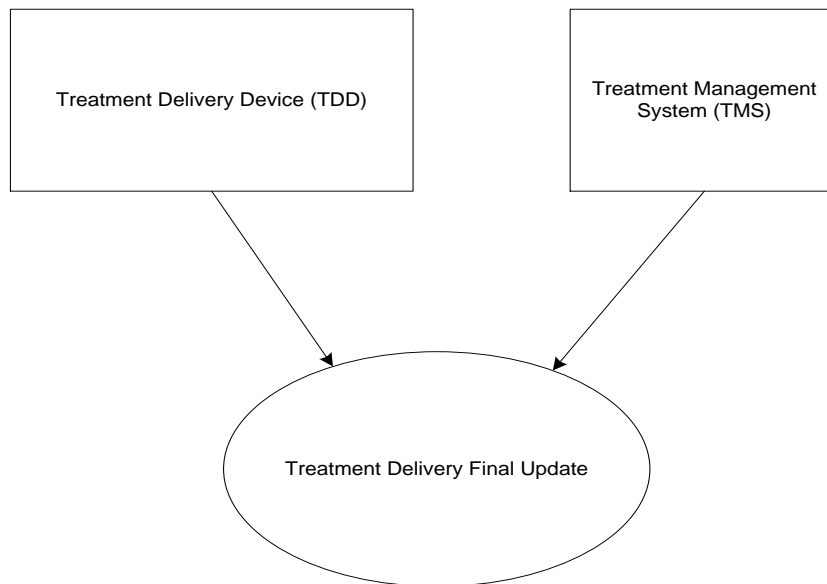 Treatment Delivery Device (TDD)
Treatment Management
System (TMS)
Treatment Delivery Final Update